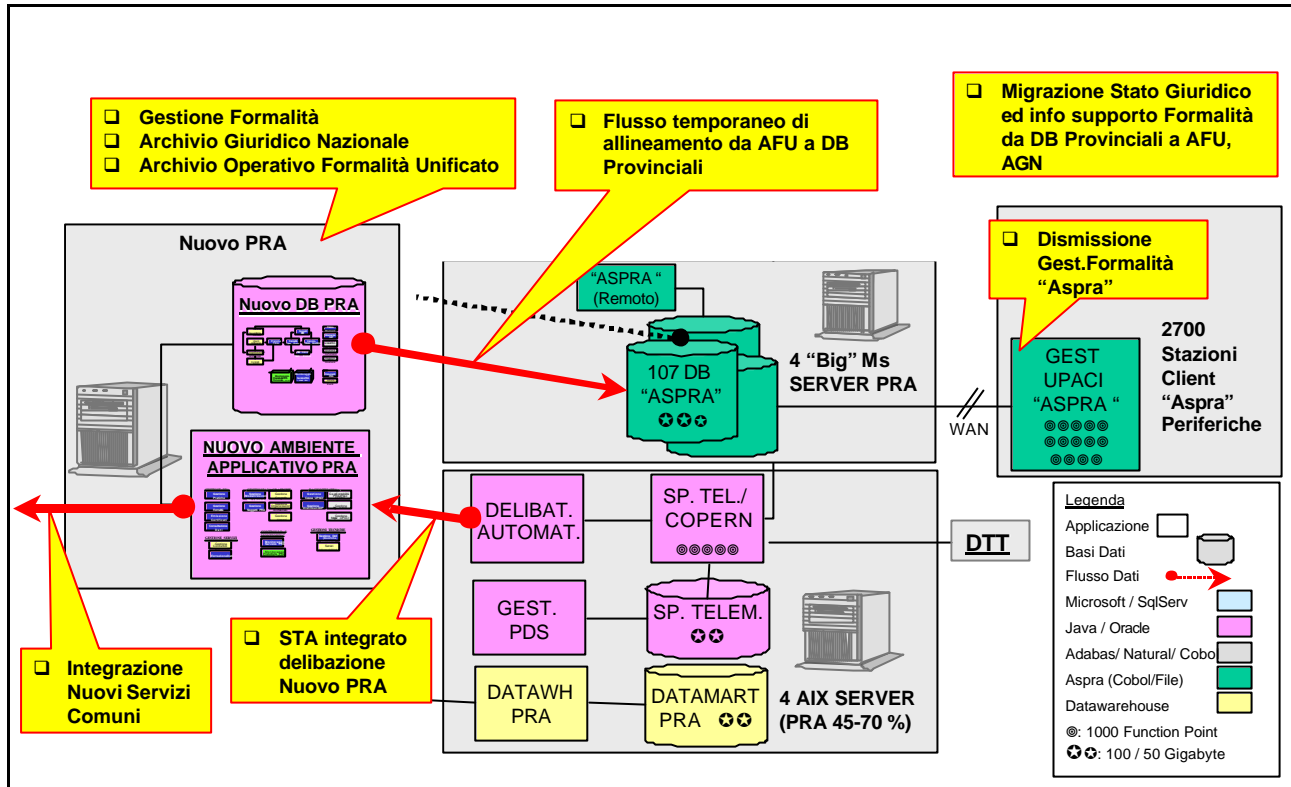 ❑ Gestione Formalità
❑ Archivio Giuridico Nazionale
❑ Archivio Operativo Formalità Unificato
❑ Flusso temporaneo di
allineamento da AFU a DB
Provinciali
❑ Migrazione Stato Giuridico
ed info supporto Formalità
da DB Provinciali a AFU,
AGN
Nuovo PRA
Nuovo DB PRA
NUOVO AMBIENTE
APPLICATIVO PRA
"ASPRA "
(Remoto)
107 DB
"ASPRA"
4 "Big" Ms
SERVER PRA
WAN
❑ Dismissione
Gest.Formalità
"Aspra"
GEST
UPACI
"ASPRA "
2700
Stazioni
Client
"Aspra"
Periferiche
DELIBAT.
AUTOMAT.
SP. TEL./
COPERN
DTT
GEST.
PDS
SP. TELEM.
DATAWH
PRA
DATAMART
PRA
4 AIX SERVER
(PRA 45-70 %)
❑ STA integrato
delibazione
Nuovo PRA
❑ Integrazione
Nuovi Servizi
Comuni
Legenda
Applicazione
Basi Dati
Flusso Dati
Microsoft / SqlServ
Java / Oracle
Adabas/ Natural/ Cobo
Aspra (Cobol/File)
Datawarehouse
⊚: 1000 Function Point
✪✪: 100 / 50 Gigabyte